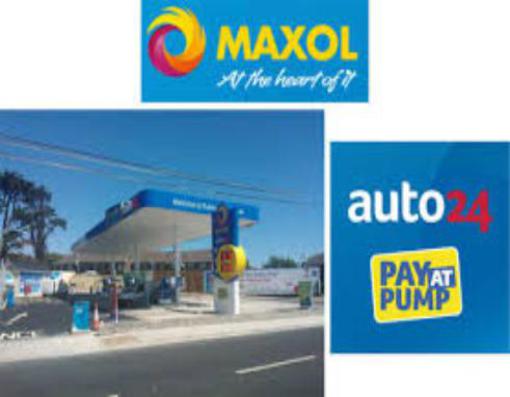 MAXOL
At the heart of it
auto24
PAY AT
PUMP